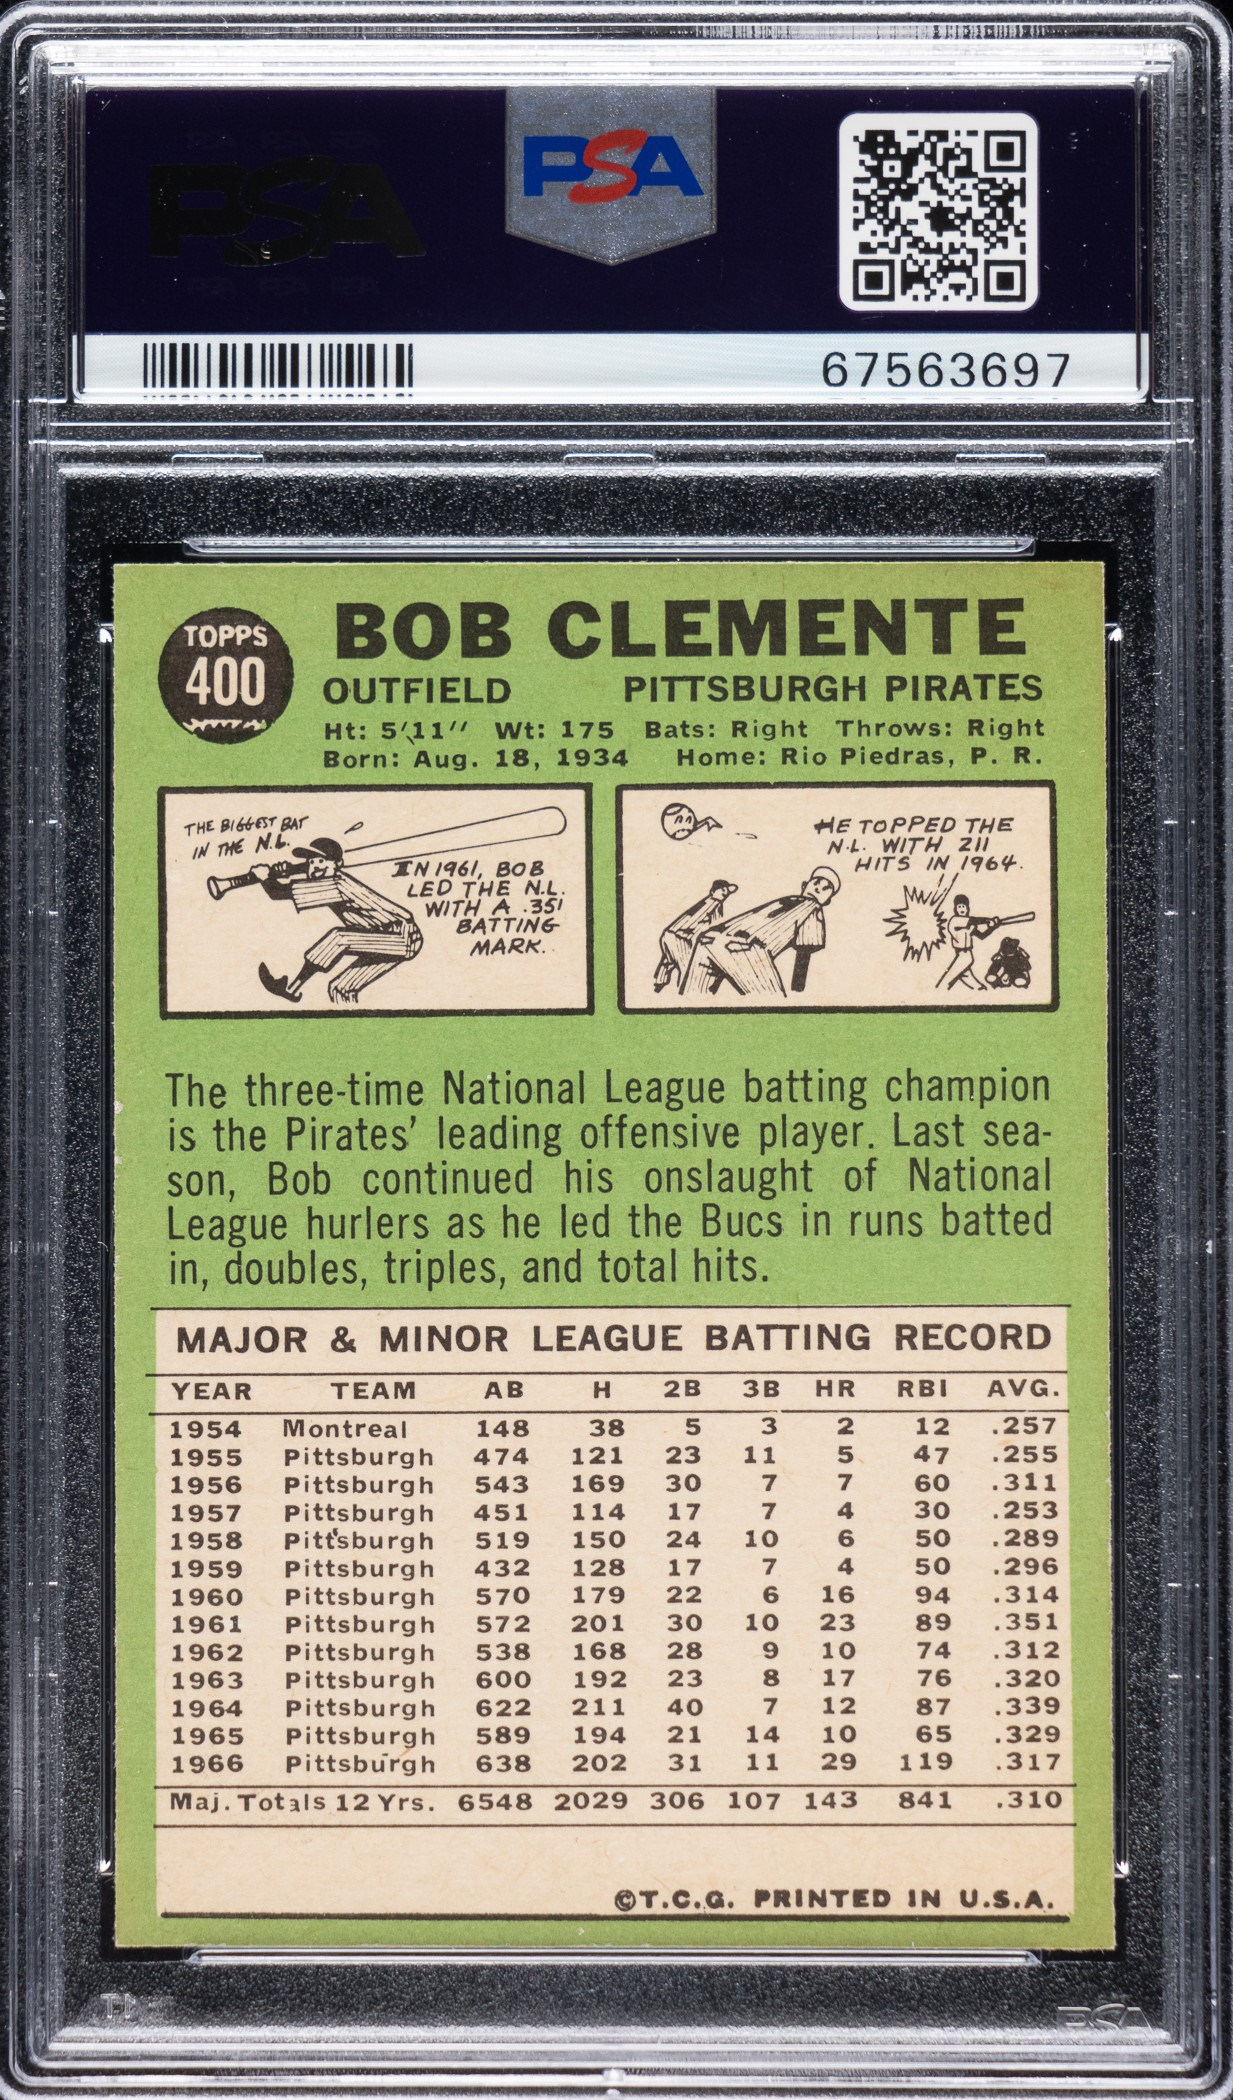 PSA
PSA
67563697
TOPPS
400
BOB CLEMENTE
OUTFIELD PITTSBURGH PIRATES
Ht: 5'11" Wt: 175 Bats: Right Throws: Right
Born: Aug. 18, 1934 Home: Rio Piedras, P. R.
THE BIGGEST BAT
IN THE N.L.
IN 1961, BOB
LED THE N.L.
WITH A .351
BATTING
MARK.
HE TOPPED THE
N.L. WITH 211
HITS IN 1964.
The three-time National League batting champion
is the Pirates' leading offensive player. Last sea-
son, Bob continued his onslaught of National
League hurlers as he led the Bucs in runs batted
in, doubles, triples, and total hits.
MAJOR & MINOR LEAGUE BATTING RECORD
YEAR TEAM AB H 2B 3B HR RBI AVG.
1954 Montreal 148 38 5 3 2 12 .257
1955 Pittsburgh 474 121 23 11 5 47 .255
1956 Pittsburgh 543 169 30 7 7 60 .311
1957 Pittsburgh 451 114 17 7 4 30 .253
1958 Pittsburgh 519 150 24 10 6 50 .289
1959 Pittsburgh 432 128 17 7 4 50 .296
1960 Pittsburgh 570 179 22 6 16 94 .314
1961 Pittsburgh 572 201 30 10 23 89 .351
1962 Pittsburgh 538 168 28 9 10 74 .312
1963 Pittsburgh 600 192 23 8 17 76 .320
1964 Pittsburgh 622 211 40 7 12 87 .339
1965 Pittsburgh 589 194 21 14 10 65 .329
1966 Pittsburgh 638 202 31 11 29 119 .317
Maj. Totals 12 Yrs. 6548 2029 306 107 143 841 .310
©T.C.G. PRINTED IN U.S.A.
PSA